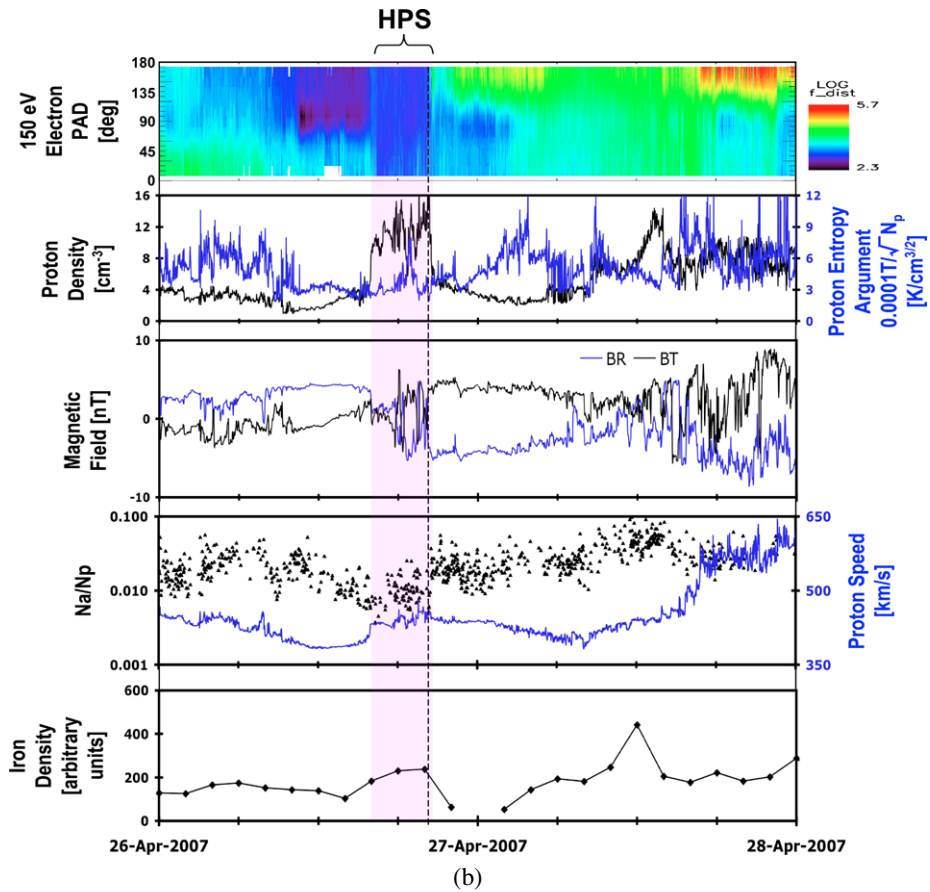 HPS
150 eV
Electron
PAD
[deg]
180
135
90
45
0
LOG
f_dist
5.7
2.3
Proton
Density
[cm-3]
16
12
8
4
0
12
9
6
3
0
Proton Entropy
Argument
0.0001T/√Np
[K/cm3/2]
Magnetic
Field [nT]
10
0
-10
BR
BT
Na/Np
0.100
0.010
0.001
650
500
350
Proton Speed
[km/s]
Iron
Density
[arbitrary
units]
600
400
200
0
26-Apr-2007
27-Apr-2007
28-Apr-2007
(b)